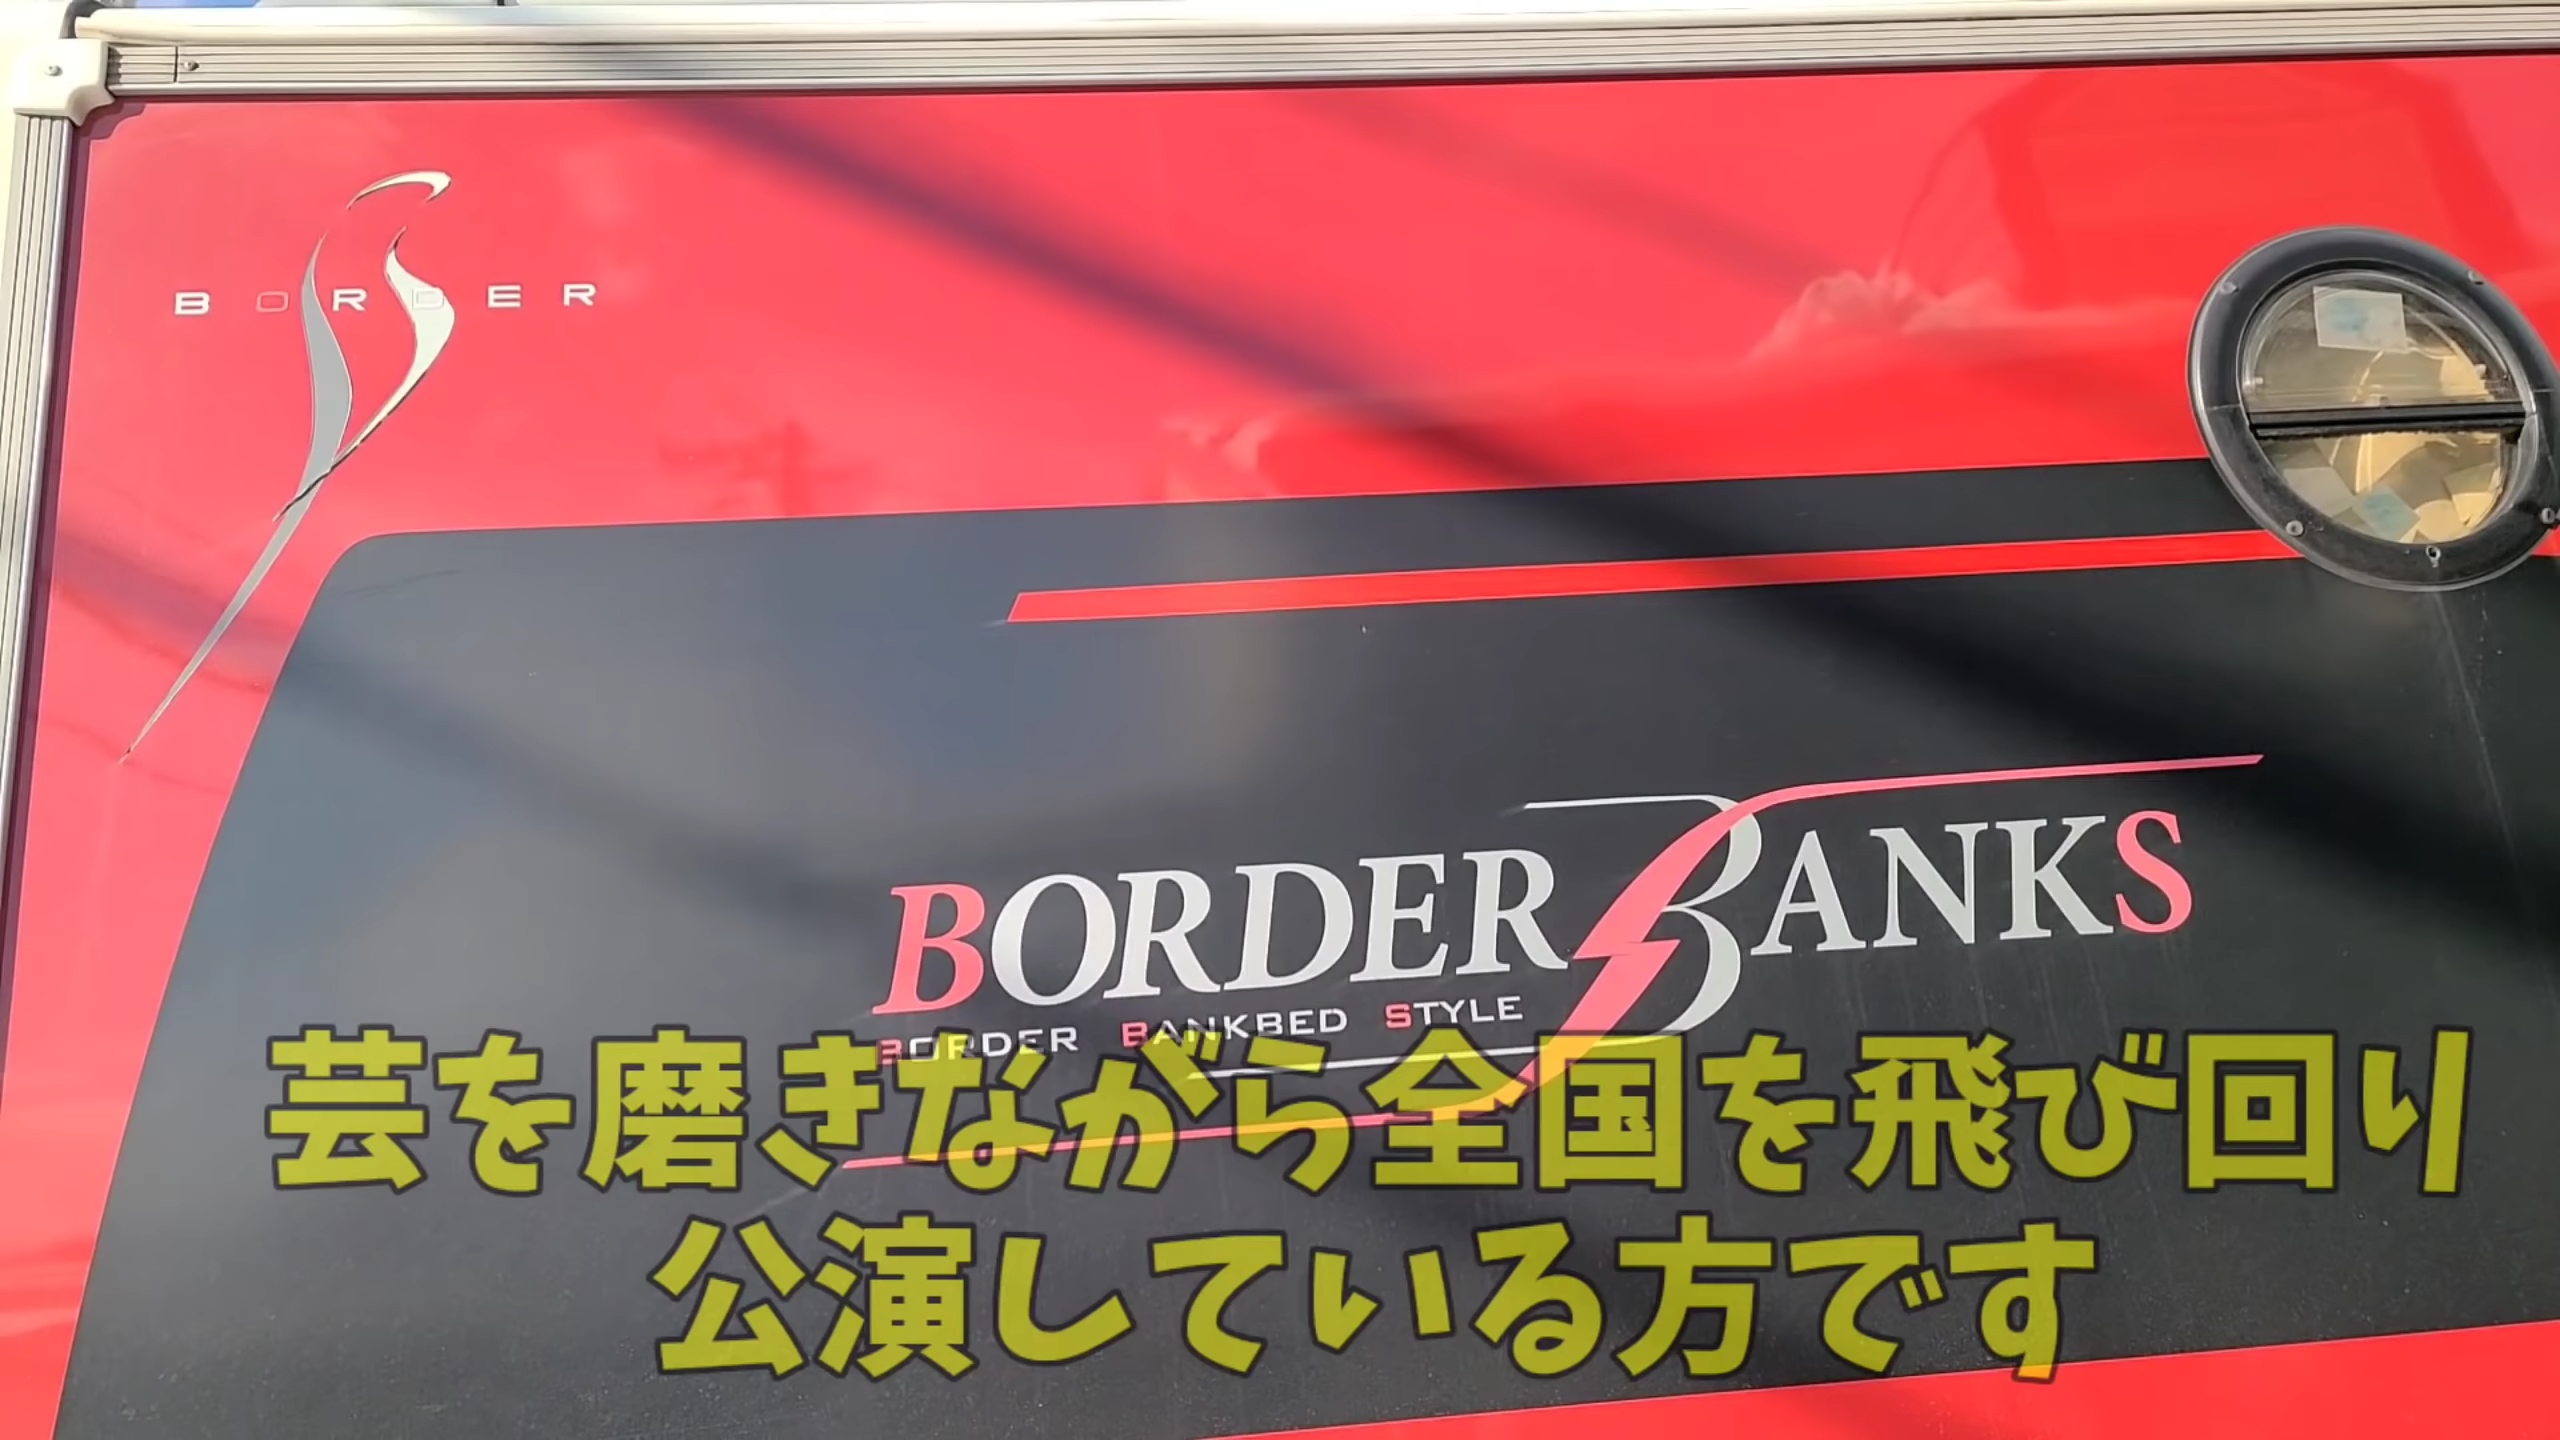 BORDER
BORDER BANKS
BORDER BANKBED STYLE
芸を磨きながら全国を飛び回り
公演している方です